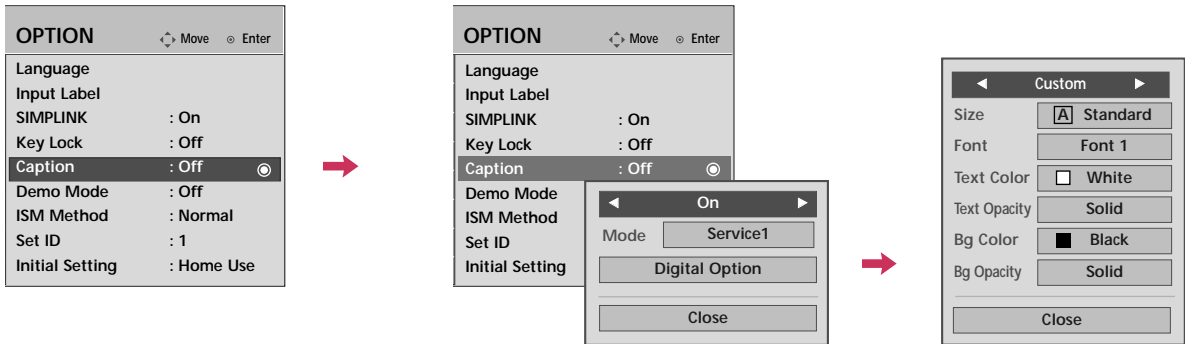 OPTION Move Enter
Language
Input Label
SIMPLINK : On
Key Lock : Off
Caption : Off
Demo Mode : Off
ISM Method : Normal
Set ID : 1
Initial Setting : Home Use
OPTION Move Enter
Language
Input Label
SIMPLINK : On
Key Lock : Off
Caption : Off
Demo Mode
ISM Method
Set ID
Initial Setting
On
Mode Service1
Digital Option
Close
Custom
Size A Standard
Font Font 1
Text Color White
Text Opacity Solid
Bg Color Black
Bg Opacity Solid
Close